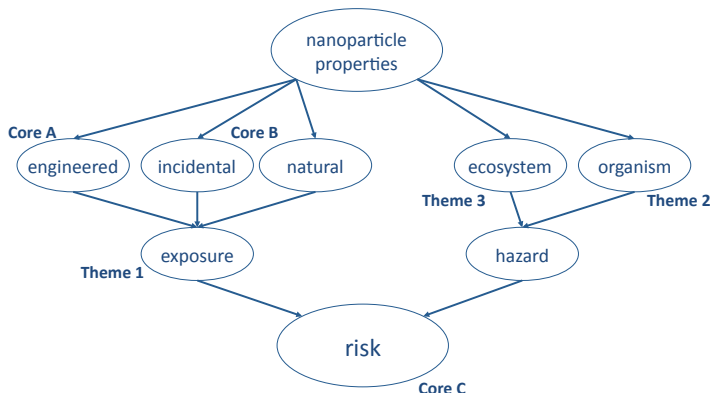 nanoparticle
properties
Core A
Core B
engineered
incidental
natural
ecosystem
organism
Theme 3
Theme 2
exposure
hazard
Theme 1
risk
Core C